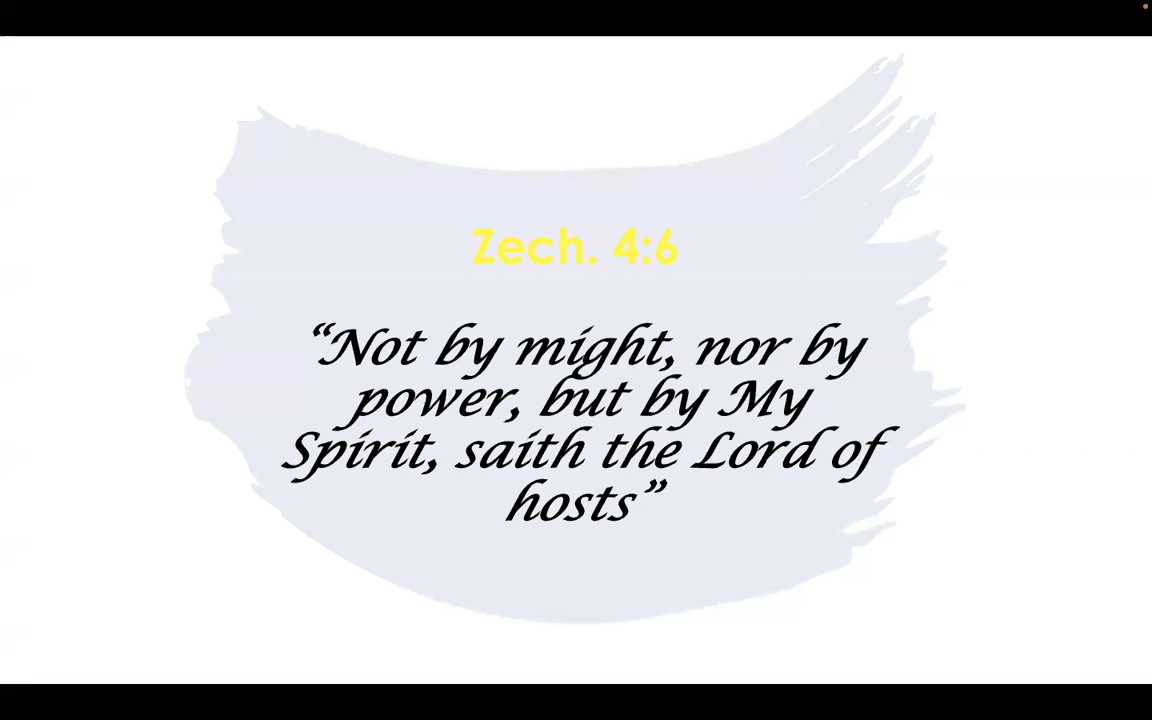 Zech. 4:6
“Not by might, nor by
power, but by My
Spirit, saith the Lord of
hosts”